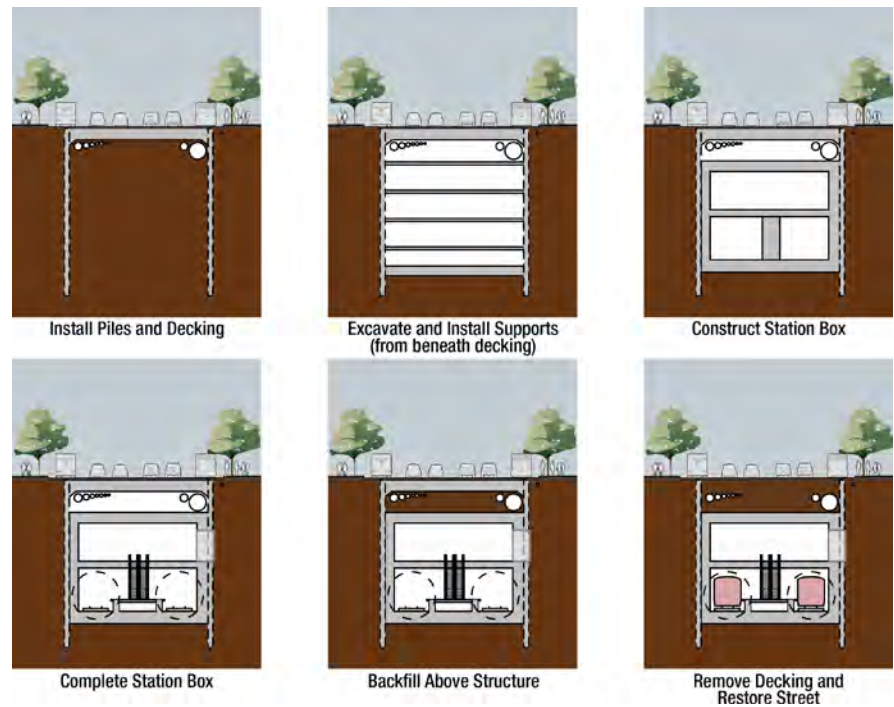 Install Piles and Decking
Excavate and Install Supports
(from beneath decking)
Construct Station Box
Complete Station Box
Backfill Above Structure
Remove Decking and
Restore Street